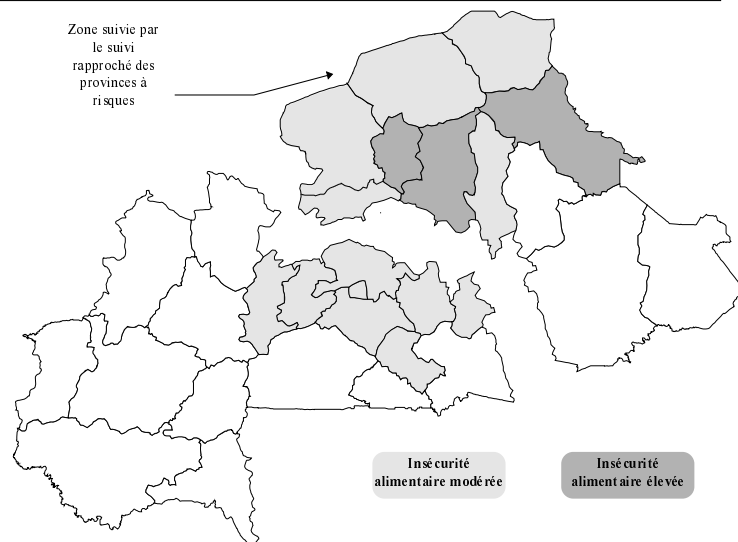 Zone suivie par
le suivi
rapproché des
provinces à
risques
Insécurité
alimentaire modérée
Insécurité
alimentaire élevée